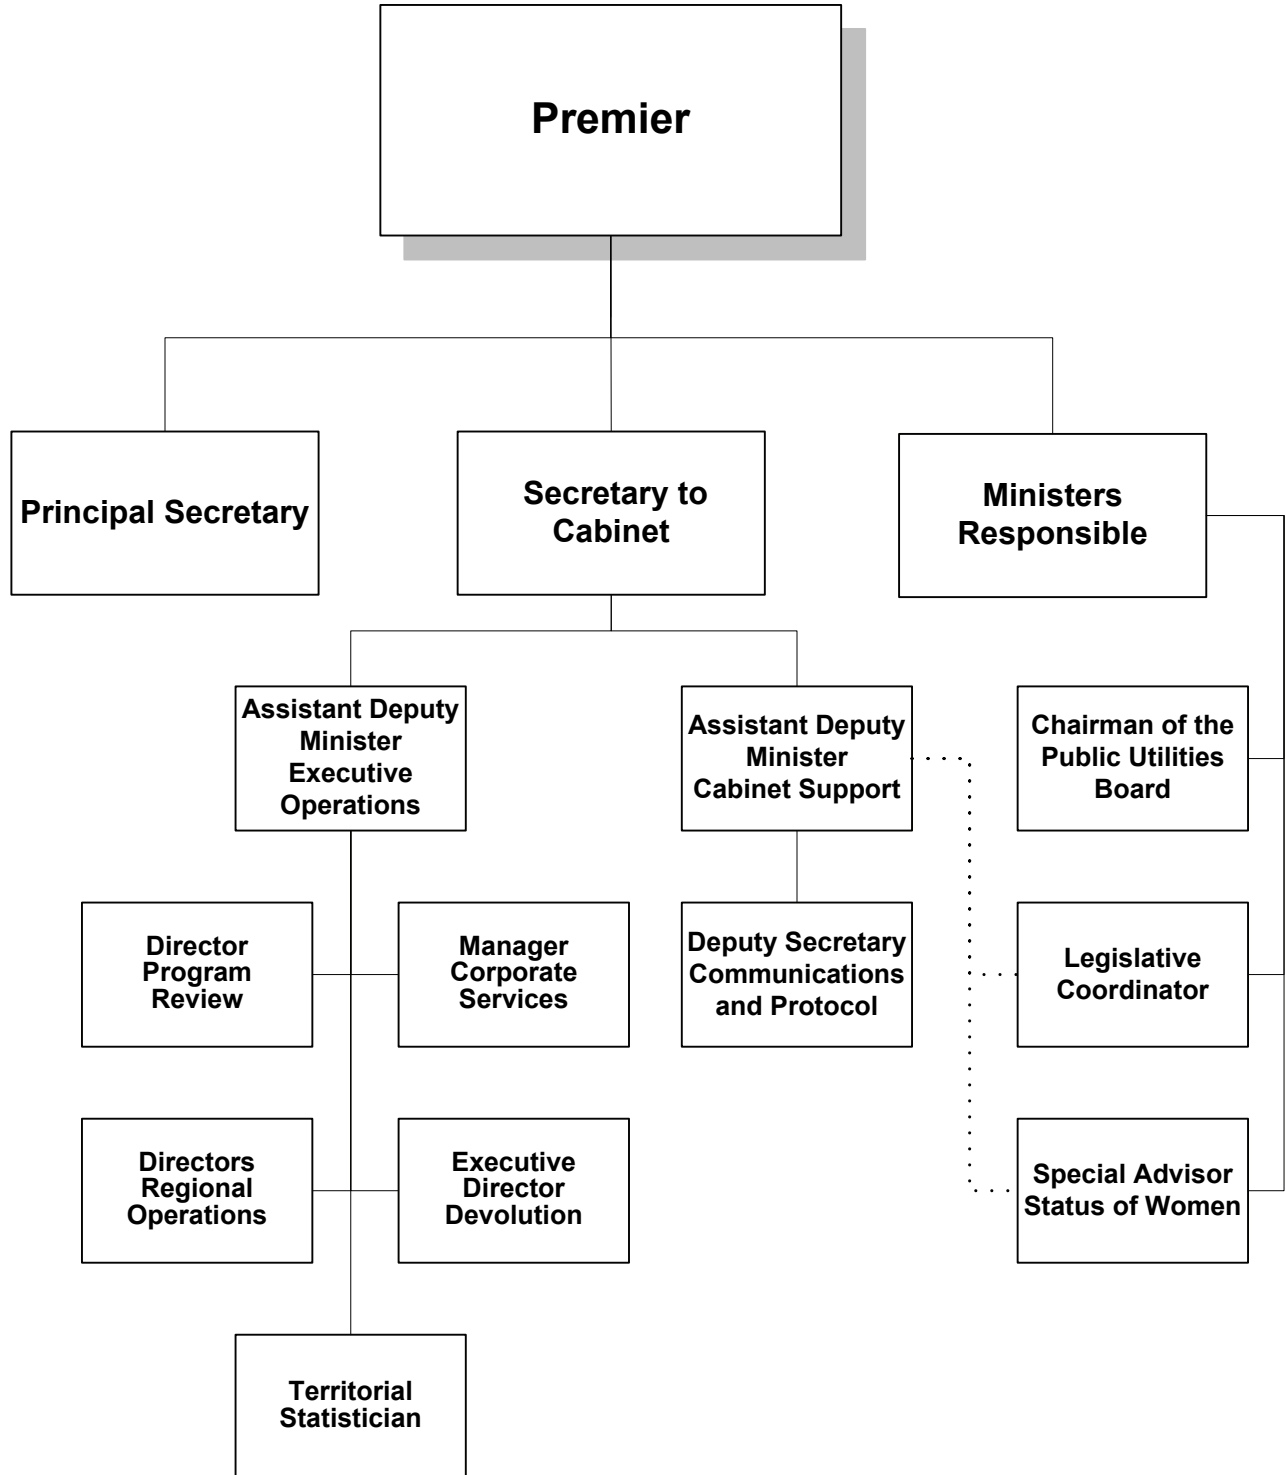 Premier
Principal Secretary
Secretary to
Cabinet
Ministers
Responsible
Assistant Deputy
Minister
Executive
Operations
Assistant Deputy
Minister
Cabinet Support
Chairman of the
Public Utilities
Board
Director
Program
Review
Manager
Corporate
Services
Deputy Secretary
Communications
and Protocol
Legislative
Coordinator
Directors
Regional
Operations
Executive
Director
Devolution
Special Advisor
Status of Women
Territorial
Statistician